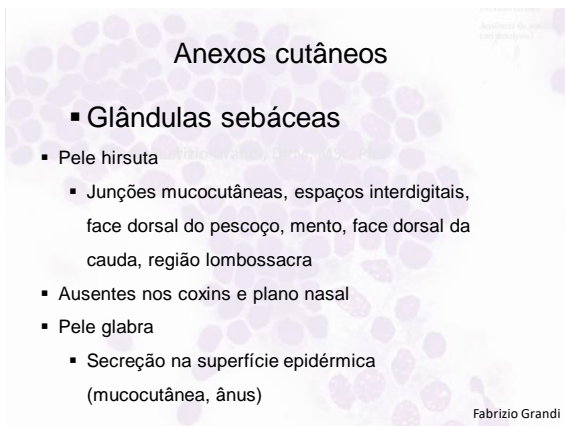 Anexos cutâneos
▪ Glândulas sebáceas
▪ Pele hirsuta
▪ Junções mucocutâneas, espaços interdigitais,
face dorsal do pescoço, mento, face dorsal da
cauda, região lombossacra
▪ Ausentes nos coxins e plano nasal
▪ Pele glabra
▪ Secreção na superfície epidérmica
(mucocutânea, ânus)
Fabrizio Grandi